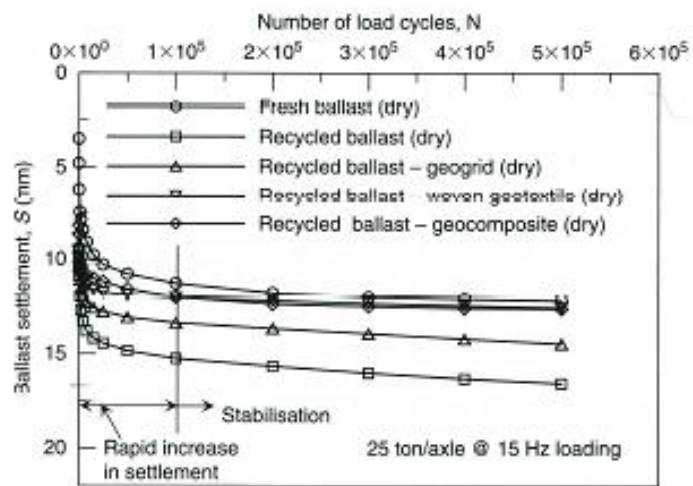 Number of load cycles, N
0×10⁰ 1×10⁵ 2×10⁵ 3×10⁵ 4×10⁵ 5×10⁵ 6×10⁵
0
5
10
15
20
Ballast settlement, S (mm)
Fresh ballast (dry)
Recycled ballast (dry)
Recycled ballast – geogrid (dry)
Recycled ballast – woven geotextile (dry)
Recycled ballast – geocomposite (dry)
Stabilisation
Rapid increase
in settlement
25 ton/axle @ 15 Hz loading